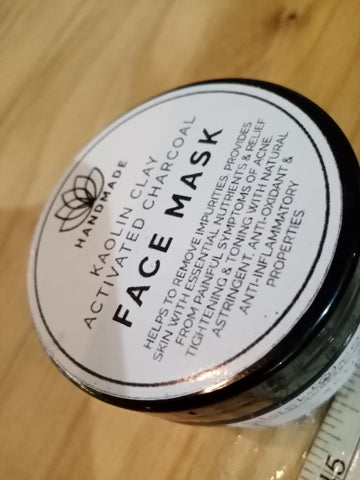 HANDMADE
KAOLIN CLAY
ACTIVATED CHARCOAL
FACE MASK
HELPS TO REMOVE IMPURITIES. PROVIDES
SKIN WITH ESSENTIAL NUTRIENTS & RELIEF
FROM PAINFUL SYMPTOMS OF ACNE.
TIGHTENING & TONING WITH NATURAL
ASTRINGENT, ANTI-OXIDANT &
ANTI-INFLAMMATORY
PROPERTIES
15